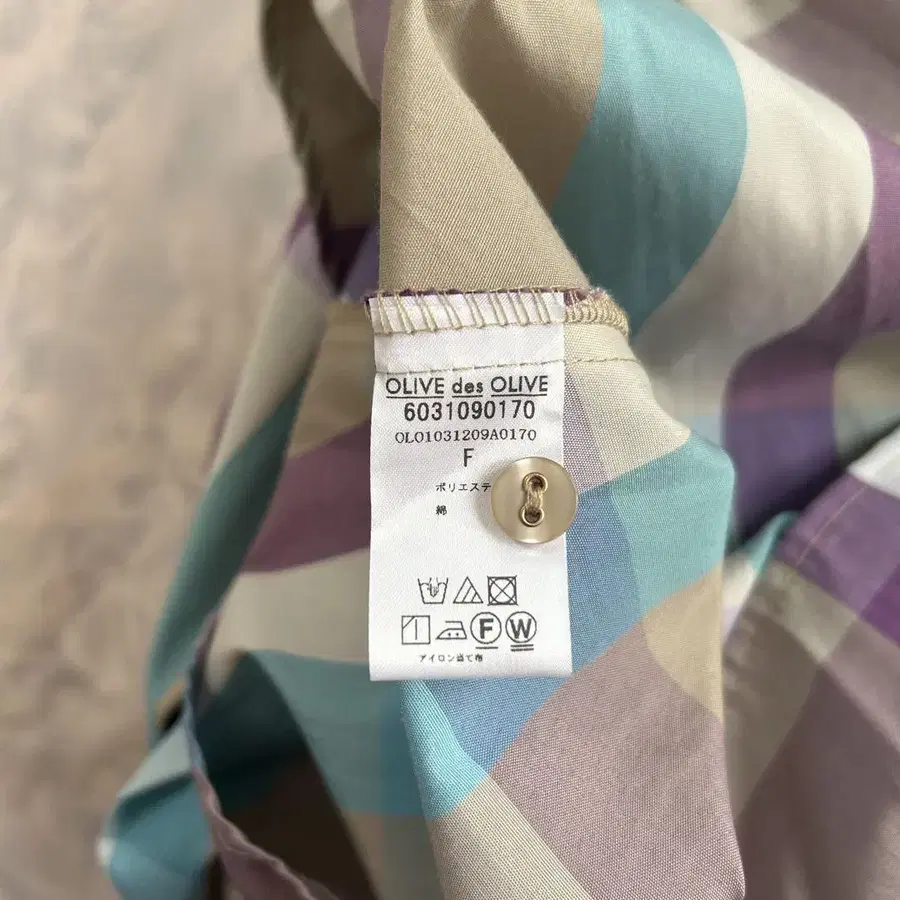 OLIVE des OLIVE
6031090170
OLO1031209A0170
F
ポリエステ
綿
F W
アイロン当て布